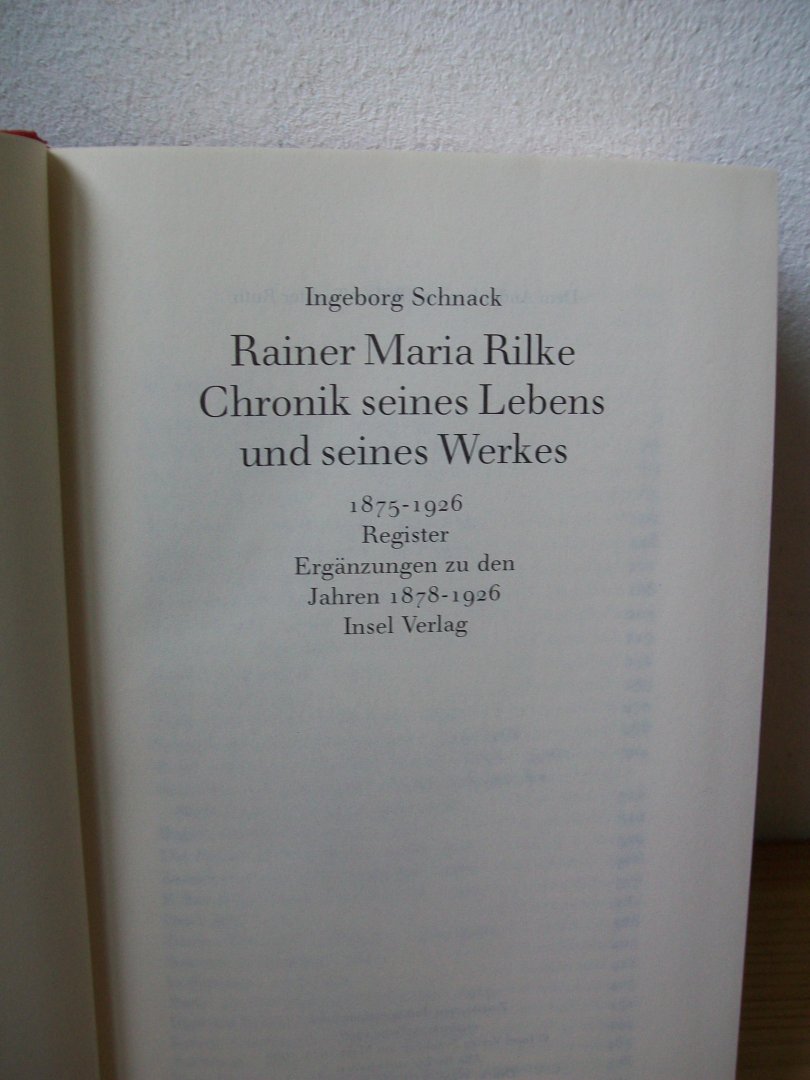 Ingeborg Schnack
Rainer Maria Rilke
Chronik seines Lebens
und seines Werkes
1875-1926
Register
Ergänzungen zu den
Jahren 1878-1926
Insel Verlag